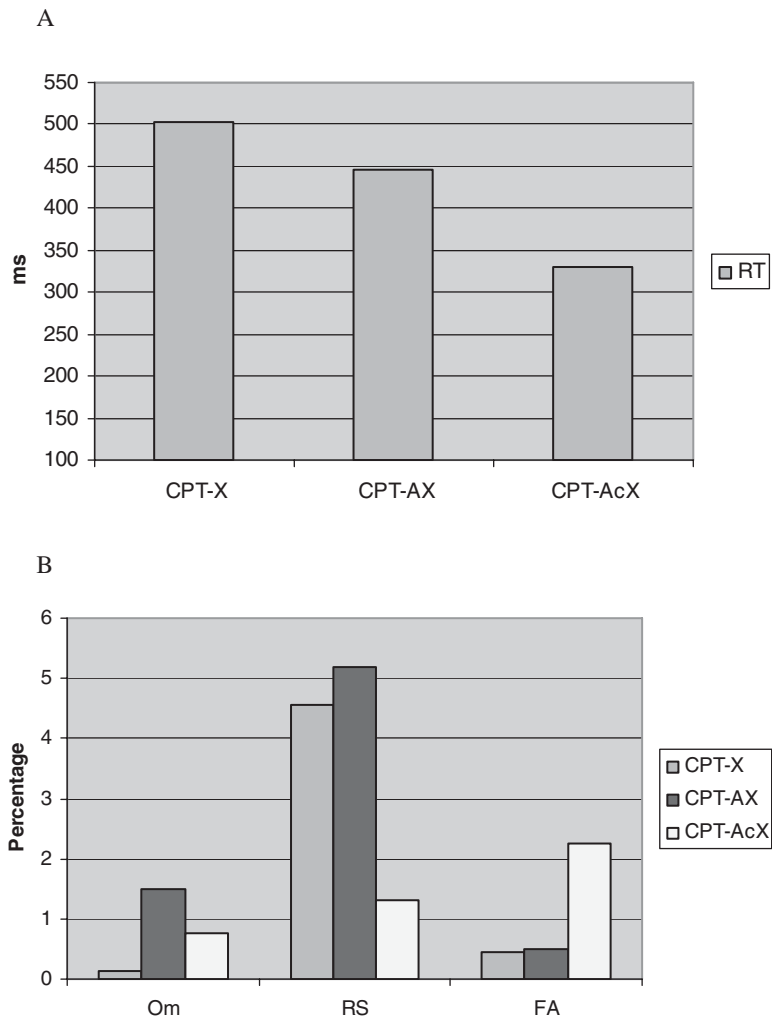 A
550
500
450
400
350
300
250
200
150
100
ms
CPT-X CPT-AX CPT-AcX
RT
B
6
5
4
3
2
1
0
Percentage
Om RS FA
CPT-X
CPT-AX
CPT-AcX